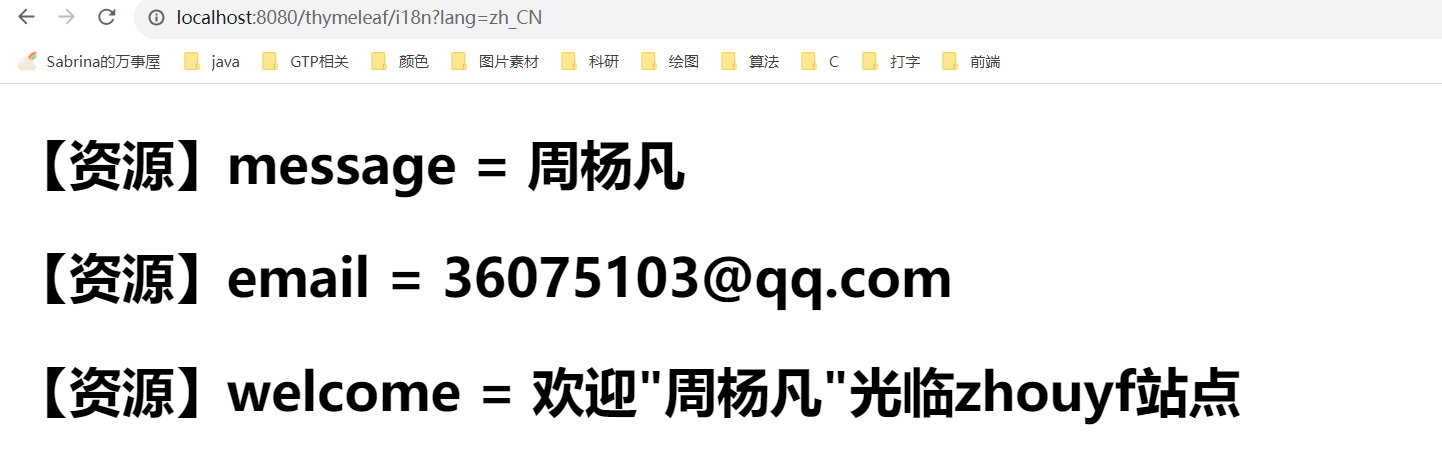 localhost:8080/thymeleaf/i18n?lang=zh_CN
Sabrina的万事屋 java GTP相关 颜色 图片素材 科研 绘图 算法 C 打字 前端
【资源】message = 周杨凡
【资源】email = 36075103@qq.com
【资源】welcome = 欢迎"周杨凡"光临zhouyf站点